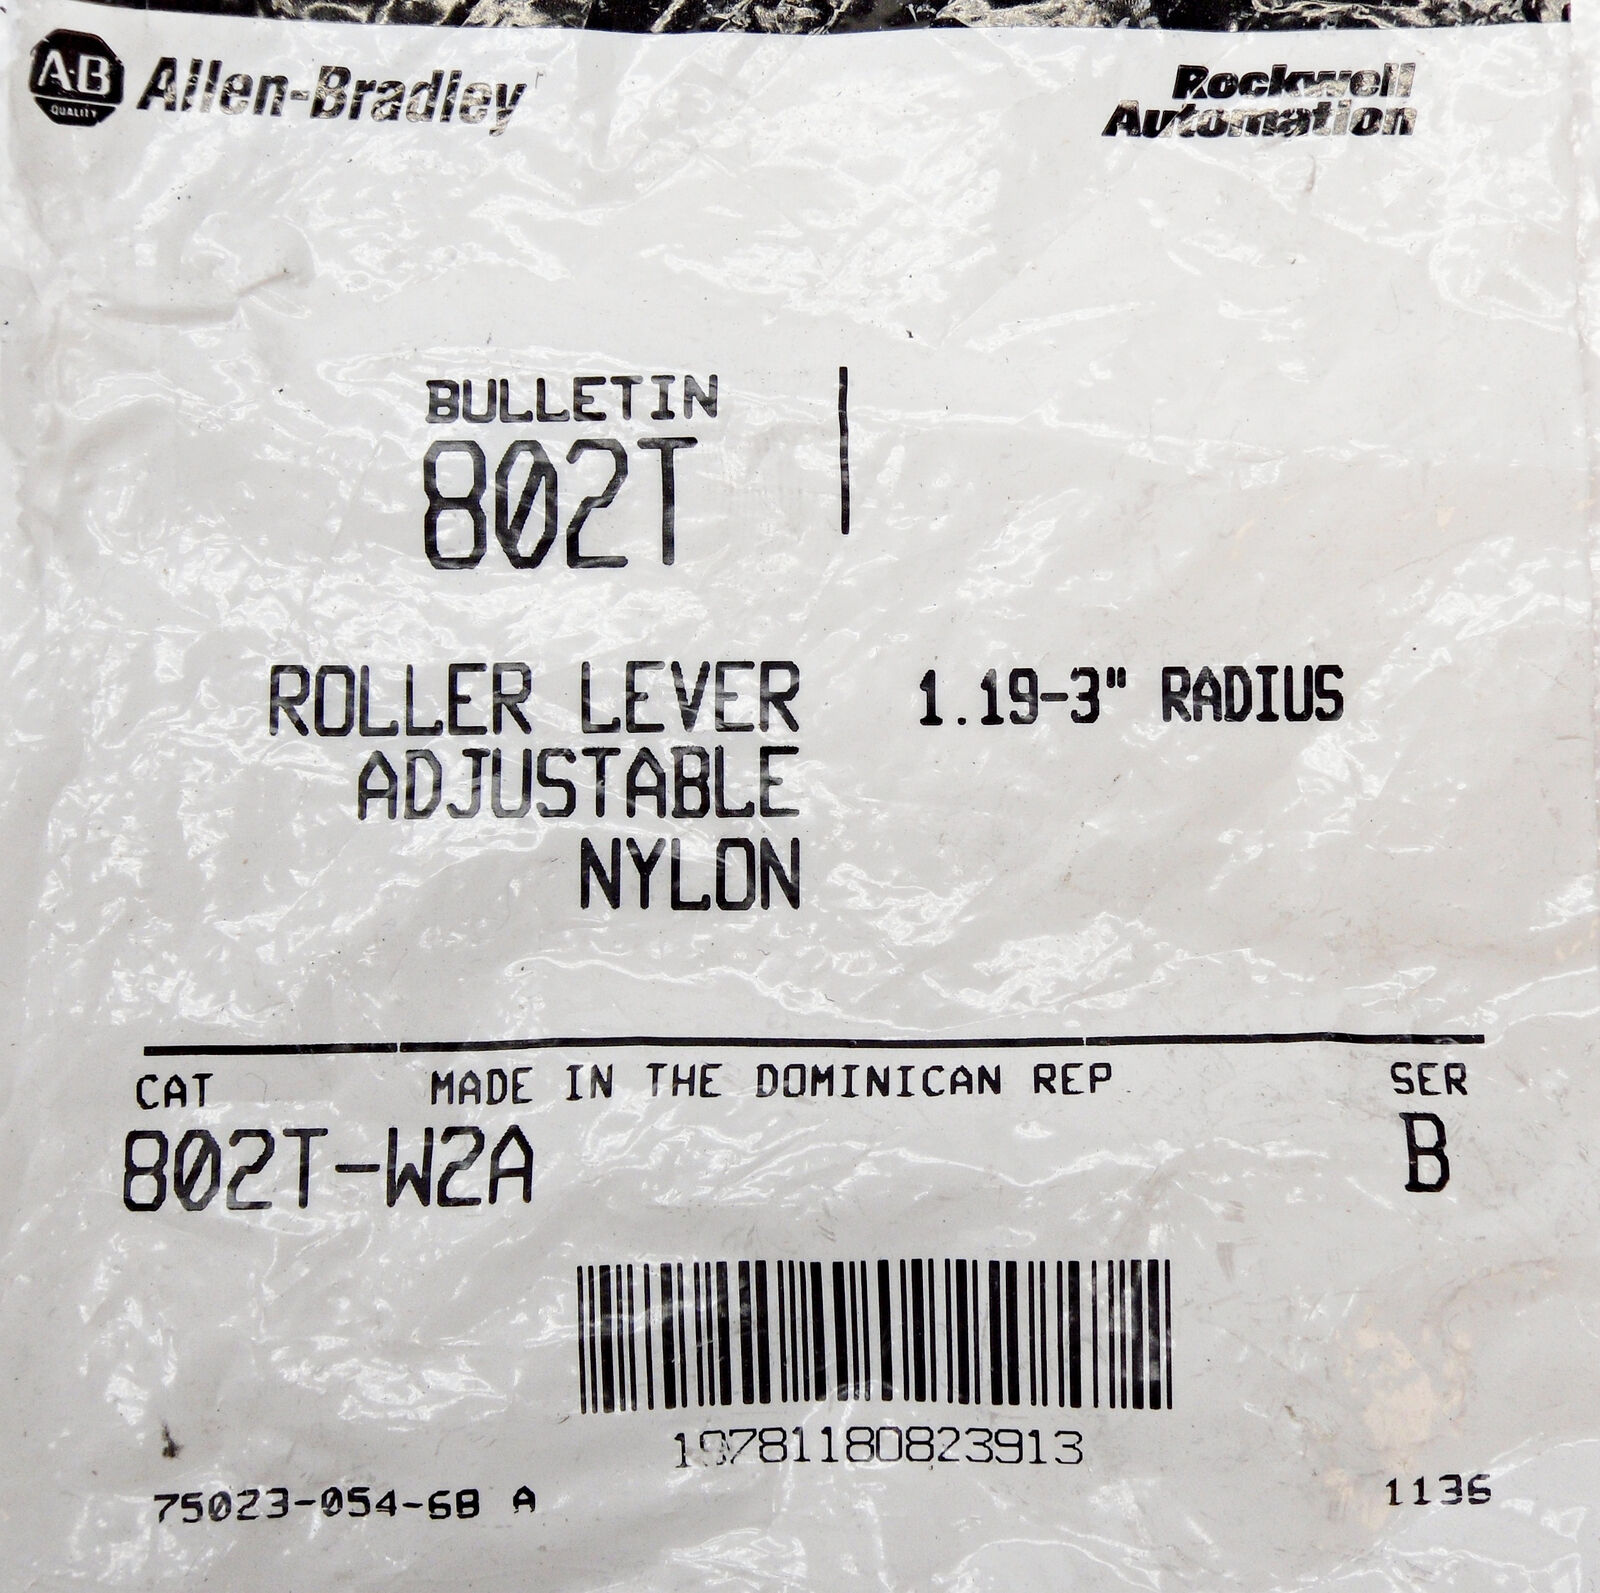 A-B QUALITY Allen-Bradley
Rockwell
Automation
BULLETIN
802T
ROLLER LEVER 1.19-3" RADIUS
ADJUSTABLE
NYLON
CAT MADE IN THE DOMINICAN REP. SER
802T-W2A B
10781180823913
75023-054-68 A 1136